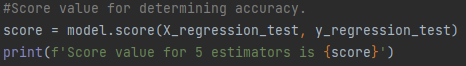 #Score value for determining accuracy.
score = model.score(X_regression_test, y_regression_test)
print(f'Score value for 5 estimators is {score}')